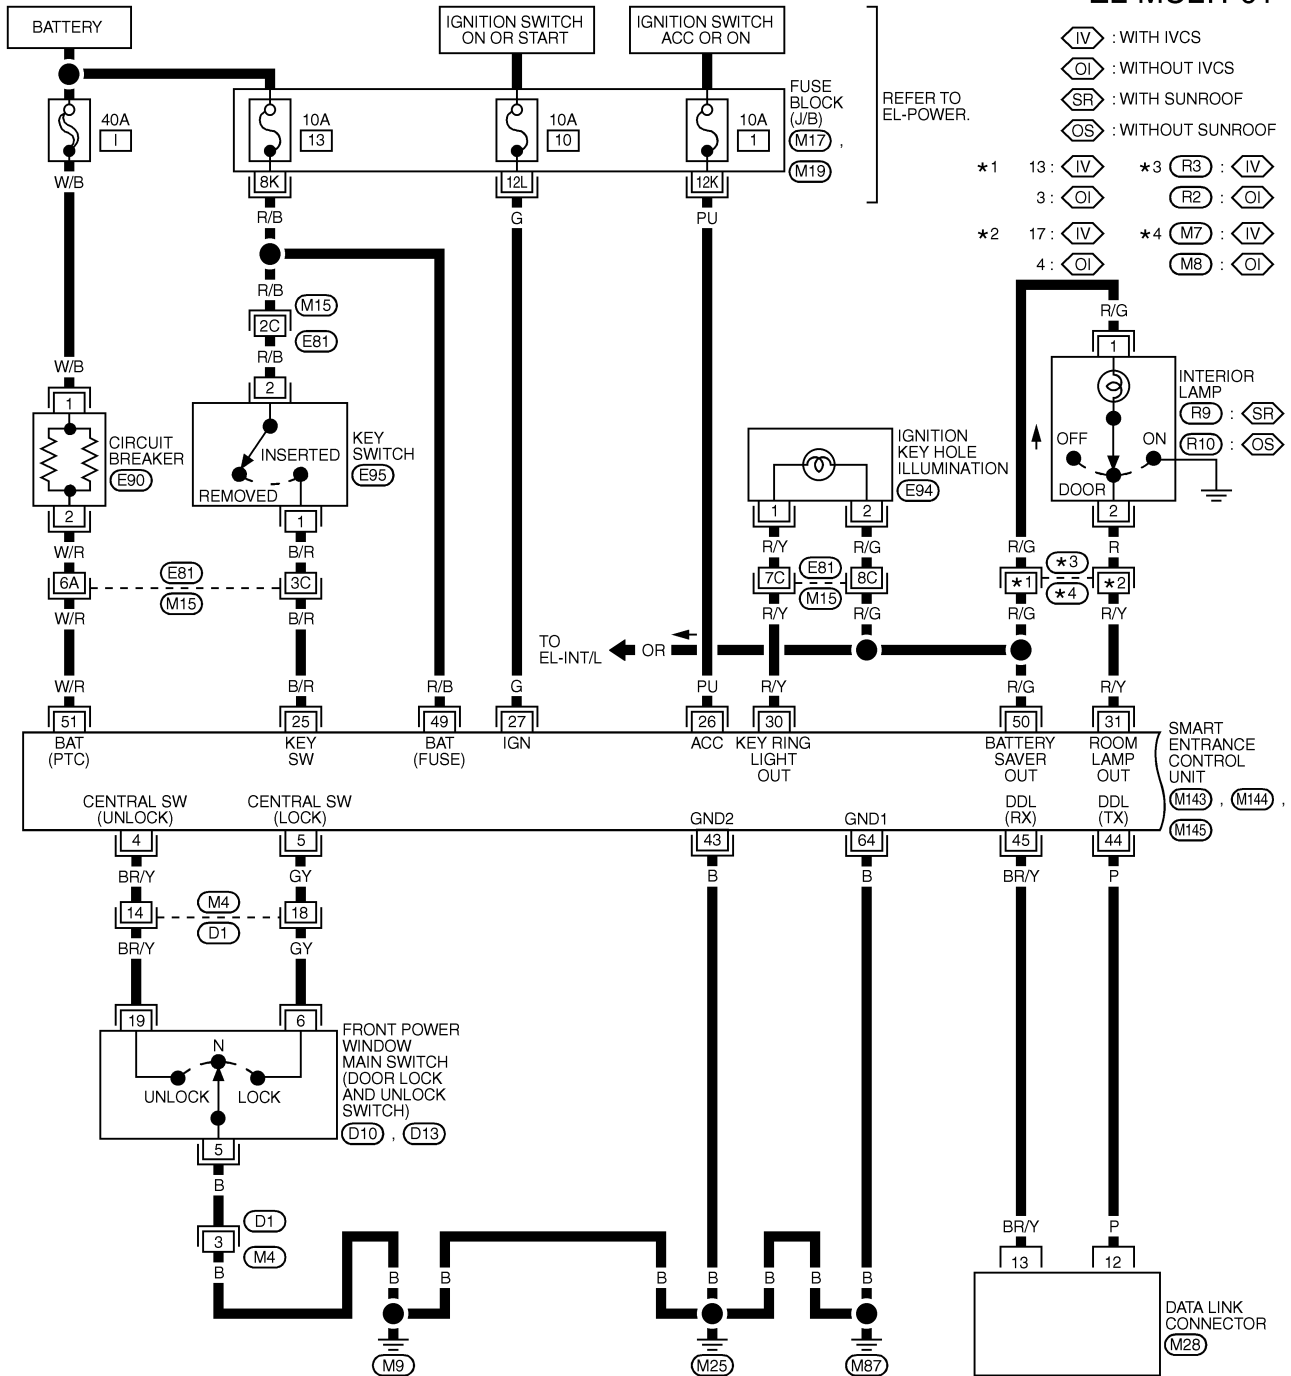 BATTERY
IGNITION SWITCH
ON OR START
IGNITION SWITCH
ACC OR ON
IV : WITH IVCS
OI : WITHOUT IVCS
SR : WITH SUNROOF
OS : WITHOUT SUNROOF
40A
I
10A
13
10A
10
10A
1
FUSE
BLOCK
(J/B)
M17 ,
M19
REFER TO
EL-POWER.
*1 13 : IV *3 R3 : IV
3 : OI R2 : OI
*2 17 : IV *4 M7 : IV
4 : OI M8 : OI
W/B
8K
12L
12K
R/B
G
PU
R/B
M15
2C
E81
R/B
W/B
2
1
R/G
1
CIRCUIT
BREAKER
E90
2
INSERTED
REMOVED
KEY
SWITCH
E95
1
IGNITION
KEY HOLE
ILLUMINATION
E94
1
2
OFF
ON
DOOR
INTERIOR
LAMP
R9 : SR
R10 : OS
2
W/R
B/R
R/Y
R/G
R/G
R
6A
E81
M15
3C
7C
E81
M15
8C
*1
*3
*4
*2
W/R
B/R
R/Y
R/G
R/G
R/Y
TO
EL-INT/L
OR
W/R
B/R
R/B
G
PU
R/Y
R/G
R/Y
51
25
49
27
26
30
50
31
BAT
(PTC)
KEY
SW
BAT
(FUSE)
IGN
ACC
KEY RING
LIGHT
OUT
BATTERY
SAVER
OUT
ROOM
LAMP
OUT
SMART
ENTRANCE
CONTROL
UNIT
M143 , M144 ,
M145
CENTRAL SW
(UNLOCK)
CENTRAL SW
(LOCK)
GND2
GND1
DDL
(RX)
DDL
(TX)
4
5
43
64
45
44
BR/Y
GY
B
B
BR/Y
P
14
M4
D1
18
BR/Y
GY
19
6
N
UNLOCK
LOCK
FRONT POWER
WINDOW
MAIN SWITCH
(DOOR LOCK
AND UNLOCK
SWITCH)
D10 , D13
5
B
D1
3
M4
B
B
B
B
B
B
B
B
M9
M25
M87
BR/Y
P
13
12
DATA LINK
CONNECTOR
M28